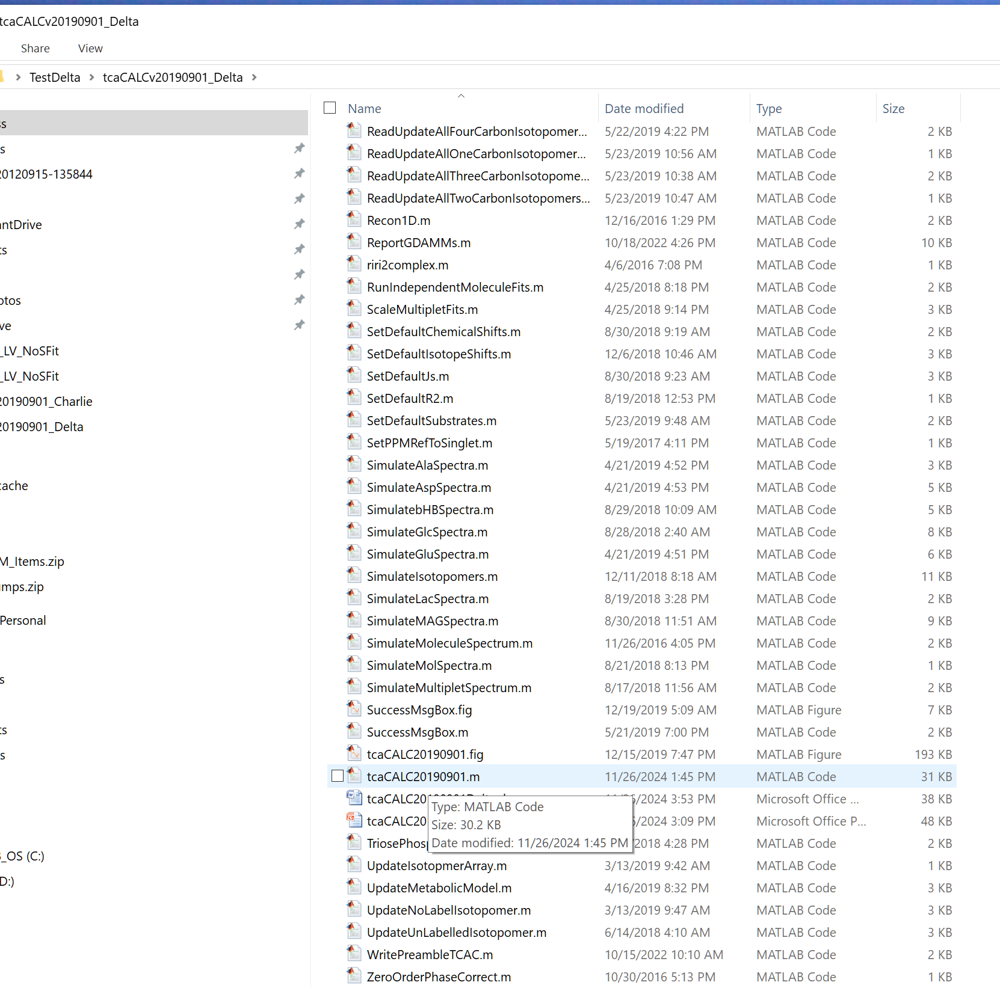 tcaCALCv20190901_Delta
Share View
TestDelta tcaCALCv20190901_Delta
Name Date modified Type Size
s
s
20120915-135844
antDrive
ts
otos
ve
_LV_NoSFit
_LV_NoSFit
20190901_Charlie
20190901_Delta
cache
M_Items.zip
umps.zip
Personal
s
ts
s
_OS (C:)
D:)
ReadUpdateAllFourCarbonIsotopomer... 5/22/2019 4:22 PM MATLAB Code 2 KB
ReadUpdateAllOneCarbonIsotopomer... 5/23/2019 10:56 AM MATLAB Code 1 KB
ReadUpdateAllThreeCarbonIsotopome... 5/23/2019 10:38 AM MATLAB Code 2 KB
ReadUpdateAllTwoCarbonIsotopomers... 5/23/2019 10:47 AM MATLAB Code 1 KB
Recon1D.m 12/16/2016 1:29 PM MATLAB Code 2 KB
ReportGDAMMs.m 10/18/2022 4:26 PM MATLAB Code 10 KB
riri2complex.m 4/6/2016 7:08 PM MATLAB Code 1 KB
RunIndependentMoleculeFits.m 4/25/2018 8:18 PM MATLAB Code 2 KB
ScaleMultipletFits.m 4/25/2018 9:14 PM MATLAB Code 3 KB
SetDefaultChemicalShifts.m 8/30/2018 9:19 AM MATLAB Code 2 KB
SetDefaultIsotopeShifts.m 12/6/2018 10:46 AM MATLAB Code 3 KB
SetDefaultJs.m 8/30/2018 9:23 AM MATLAB Code 3 KB
SetDefaultR2.m 8/19/2018 12:53 PM MATLAB Code 1 KB
SetDefaultSubstrates.m 5/23/2019 9:48 AM MATLAB Code 2 KB
SetPPMRefToSinglet.m 5/19/2017 4:11 PM MATLAB Code 1 KB
SimulateAlaSpectra.m 4/21/2019 4:52 PM MATLAB Code 3 KB
SimulateAspSpectra.m 4/21/2019 4:53 PM MATLAB Code 5 KB
SimulatebHBSpectra.m 8/29/2018 10:09 AM MATLAB Code 5 KB
SimulateGlcSpectra.m 8/28/2018 2:40 AM MATLAB Code 8 KB
SimulateGluSpectra.m 4/21/2019 4:51 PM MATLAB Code 6 KB
SimulateIsotopomers.m 12/11/2018 8:18 AM MATLAB Code 11 KB
SimulateLacSpectra.m 8/19/2018 3:28 PM MATLAB Code 2 KB
SimulateMAGSpectra.m 8/30/2018 11:51 AM MATLAB Code 9 KB
SimulateMoleculeSpectrum.m 11/26/2016 4:05 PM MATLAB Code 2 KB
SimulateMolSpectra.m 8/21/2018 8:13 PM MATLAB Code 1 KB
SimulateMultipletSpectrum.m 8/17/2018 11:56 AM MATLAB Code 2 KB
SuccessMsgBox.fig 12/19/2019 5:09 AM MATLAB Figure 7 KB
SuccessMsgBox.m 5/21/2019 7:00 PM MATLAB Code 2 KB
tcaCALC20190901.fig 12/15/2019 7:47 PM MATLAB Figure 193 KB
tcaCALC20190901.m 11/26/2024 1:45 PM MATLAB Code 31 KB
tcaCALC20 /2024 3:53 PM Microsoft Office ... 38 KB
Type: MATLAB Code
tcaCALC20 /2024 3:09 PM Microsoft Office P... 48 KB
Size: 30.2 KB
TriosePhosp 2018 4:28 PM MATLAB Code 2 KB
Date modified: 11/26/2024 1:45 PM
UpdateIsotopmerArray.m 3/13/2019 9:42 AM MATLAB Code 1 KB
UpdateMetabolicModel.m 4/16/2019 8:32 PM MATLAB Code 3 KB
UpdateNoLabelIsotopomer.m 3/13/2019 9:47 AM MATLAB Code 3 KB
UpdateUnLabelledIsotopomer.m 6/14/2018 4:10 AM MATLAB Code 3 KB
WritePreambleTCAC.m 10/15/2022 10:10 AM MATLAB Code 2 KB
ZeroOrderPhaseCorrect.m 10/30/2016 5:13 PM MATLAB Code 1 KB